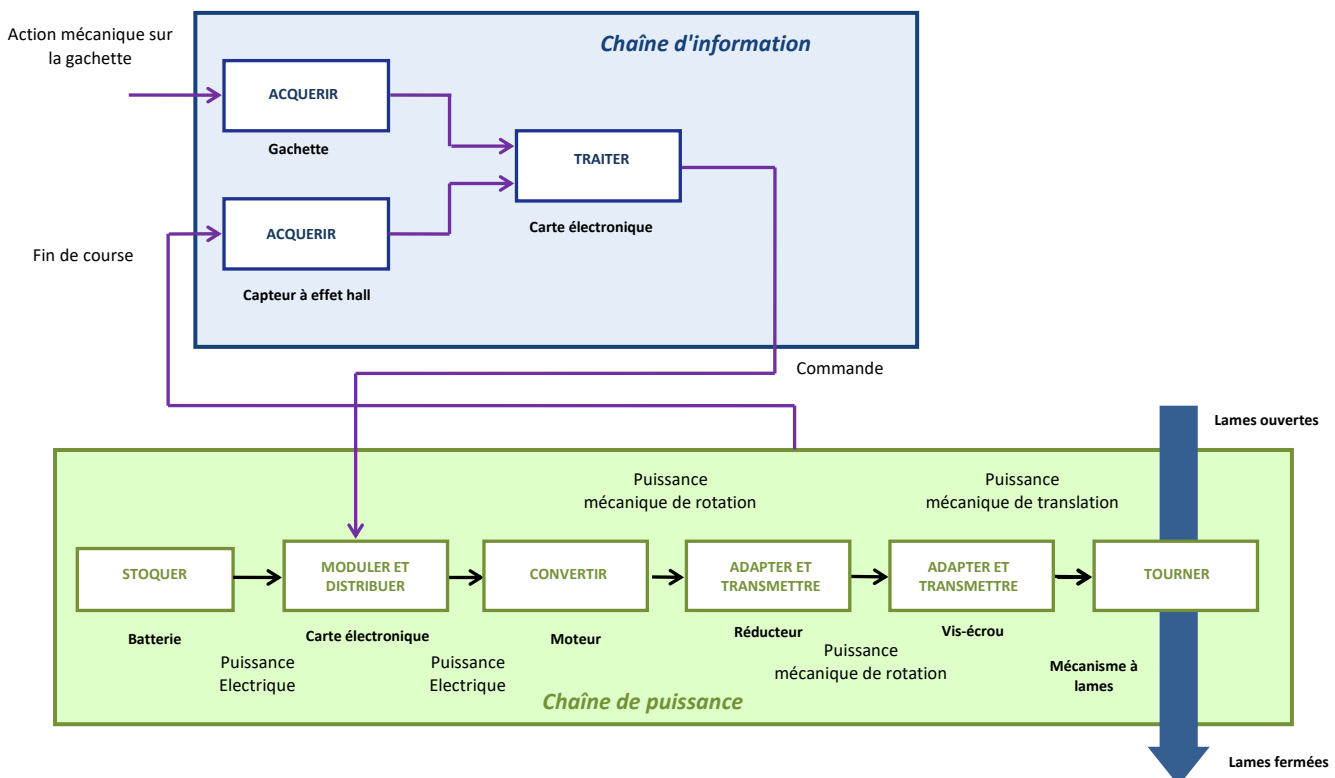 Action mécanique sur
la gachette
Chaîne d'information
ACQUERIR
Gachette
TRAITER
Carte électronique
ACQUERIR
Capteur à effet hall
Fin de course
Commande
Lames ouvertes
Puissance
mécanique de rotation
Puissance
mécanique de translation
STOQUER
Batterie
MODULER ET
DISTRIBUER
Carte électronique
CONVERTIR
Moteur
ADAPTER ET
TRANSMETTRE
Réducteur
ADAPTER ET
TRANSMETTRE
Vis-écrou
TOURNER
Mécanisme à
lames
Puissance
Electrique
Puissance
Electrique
Puissance
mécanique de rotation
Chaîne de puissance
Lames fermées